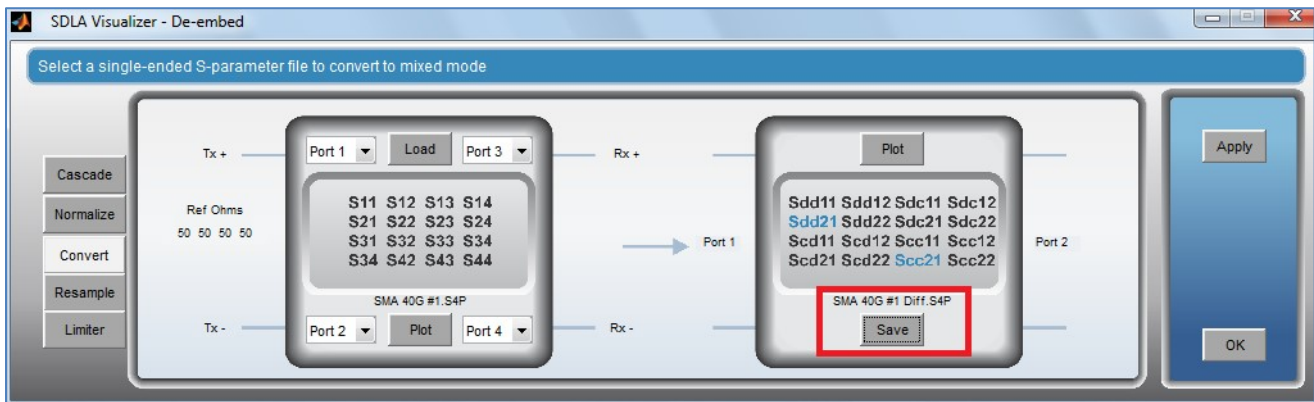 SDLA Visualizer - De-embed
Select a single-ended S-parameter file to convert to mixed mode
Cascade
Normalize
Convert
Resample
Limiter
Tx +
Ref Ohms
50 50 50 50
Tx -
Port 1
Load
Port 3
S11 S12 S13 S14
S21 S22 S23 S24
S31 S32 S33 S34
S34 S42 S43 S44
SMA 40G #1.S4P
Port 2
Plot
Port 4
Rx +
Rx -
Port 1
Plot
Sdd11 Sdd12 Sdc11 Sdc12
Sdd21 Sdd22 Sdc21 Sdc22
Scd11 Scd12 Scc11 Scc12
Scd21 Scd22 Scc21 Scc22
SMA 40G #1 Diff.S4P
Save
Port 2
Apply
OK